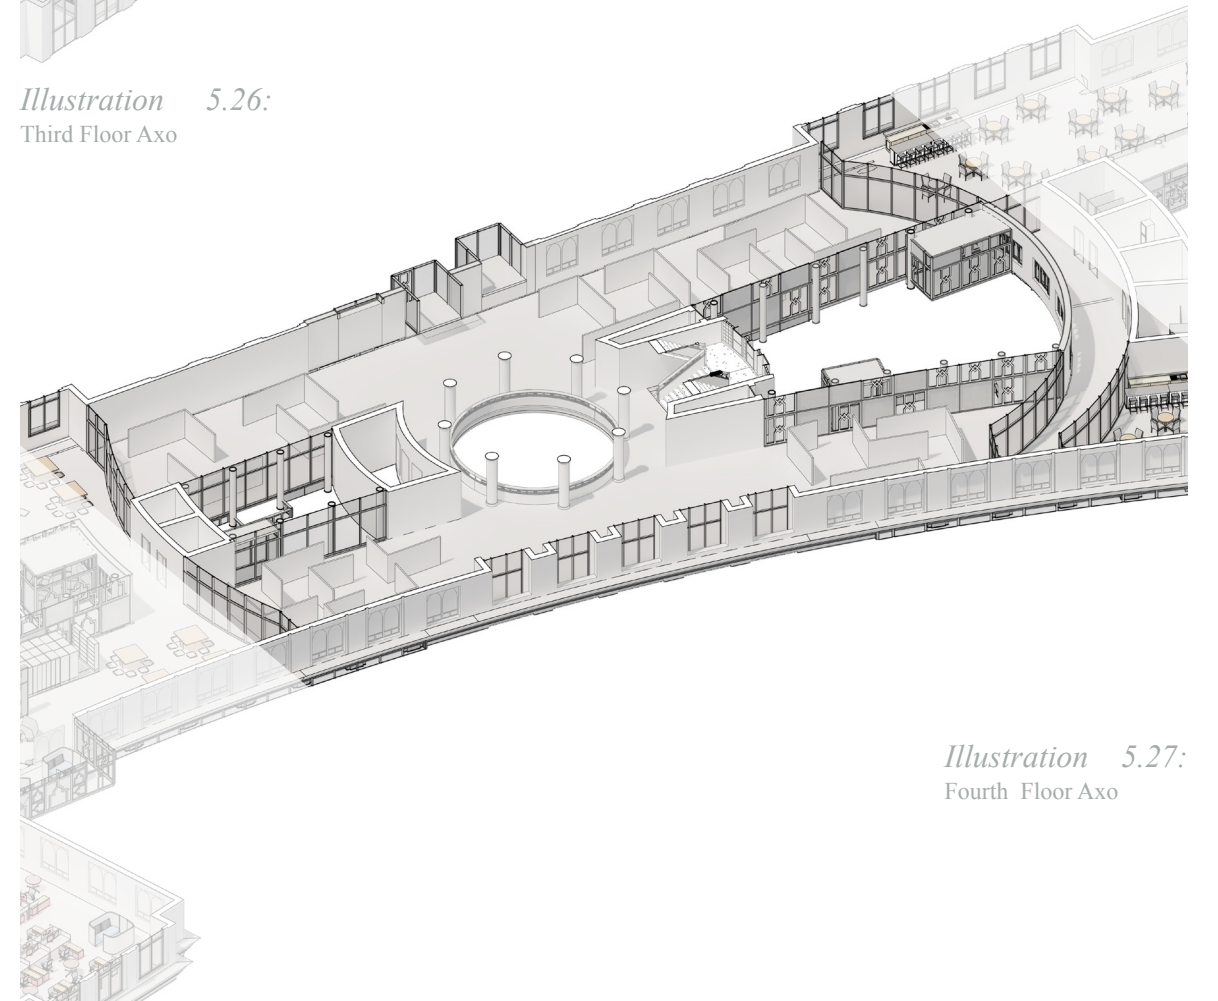 Illustration 5.26:
Third Floor Axo
Illustration 5.27:
Fourth Floor Axo